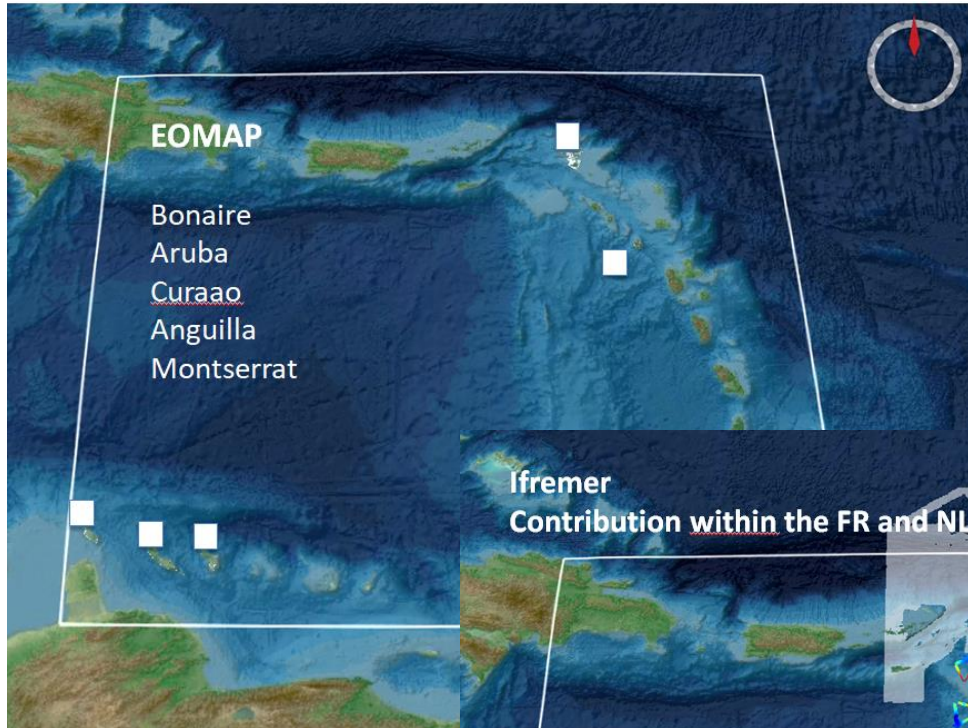 EOMAP
Bonaire
Aruba
Curaao
Anguilla
Montserrat
Ifremer
Contribution within the FR and NL